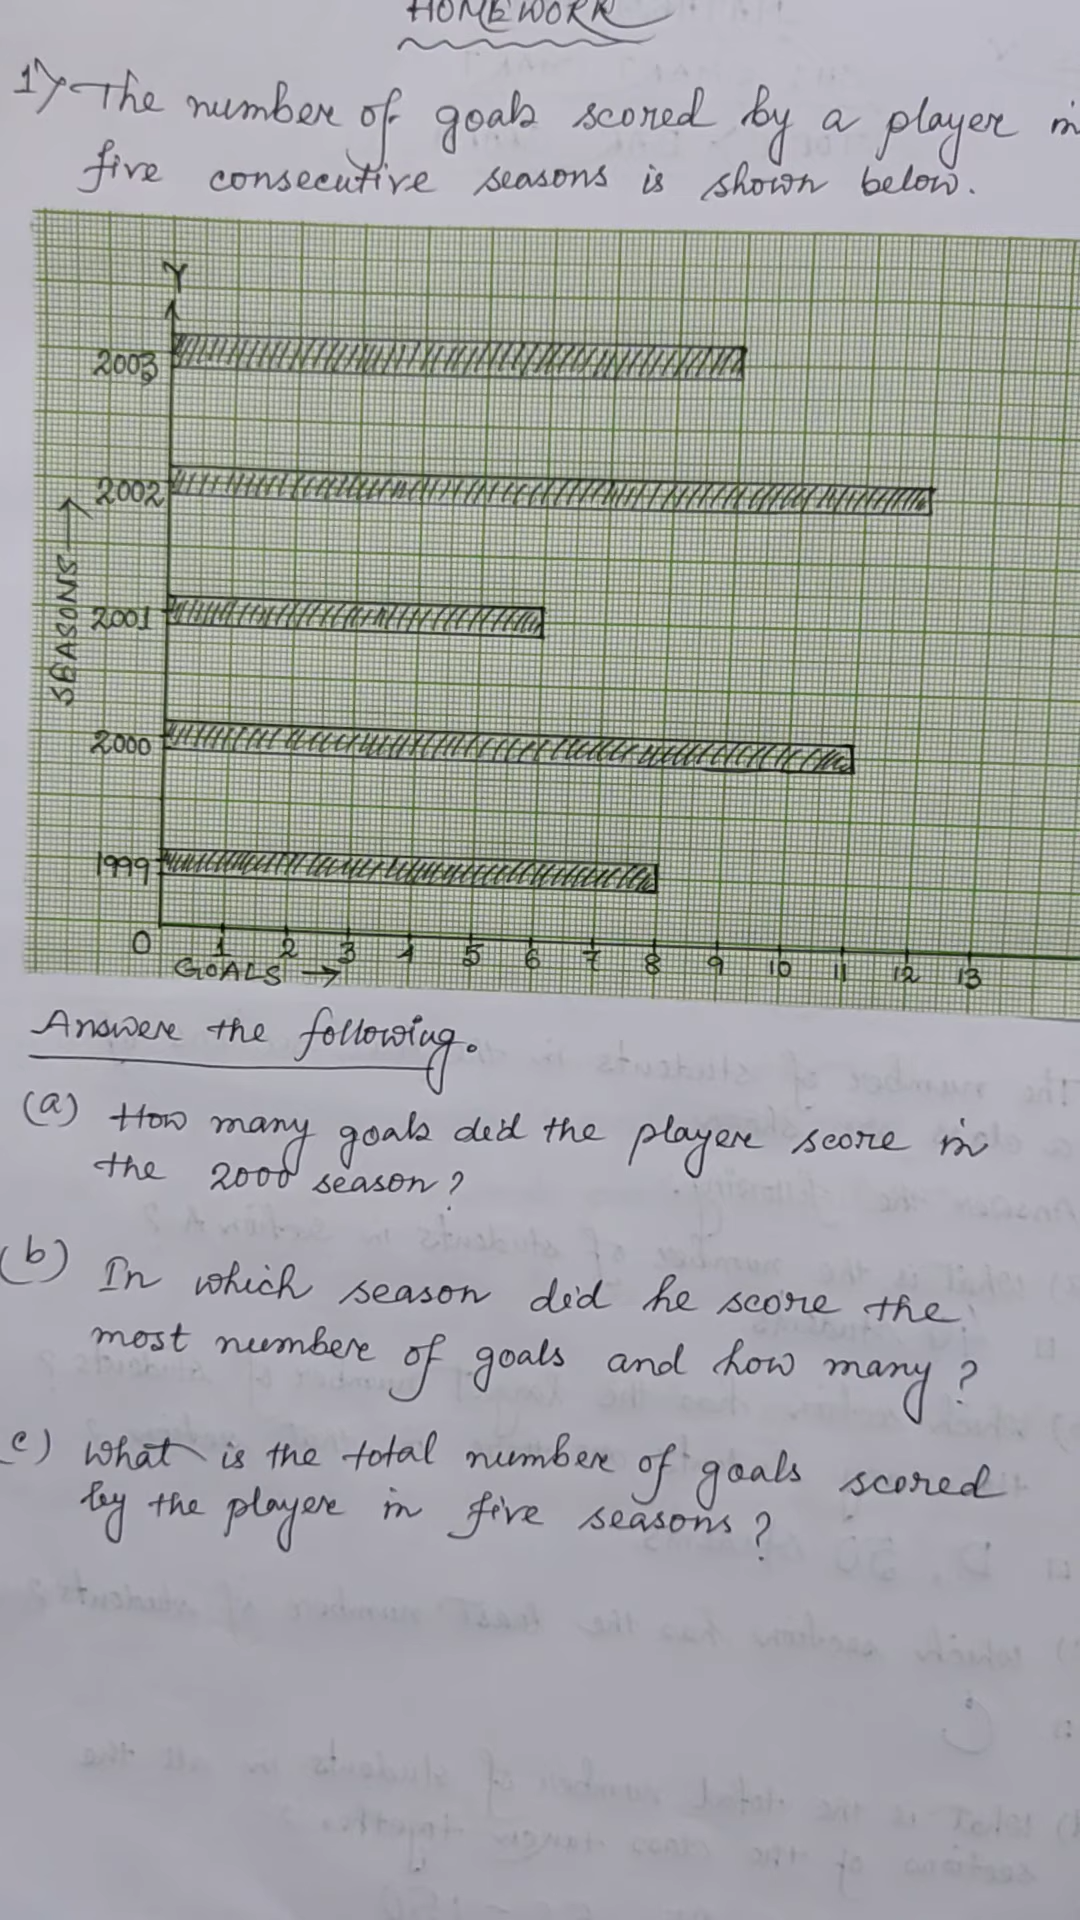 HOMEWORK
1) The number of goals scored by a player in
five consecutive seasons is shown below.
Y
2003
2002
2001
2000
1999
SEASONS
0 1 2 3 4 5 6 7 8 9 10 11 12 13
GOALS →
Answer the following.
(a) How many goals did the player score in
the 2000 season?
(b) In which season did he score the
most number of goals and how many?
c) What is the total number of goals scored
by the player in five seasons?